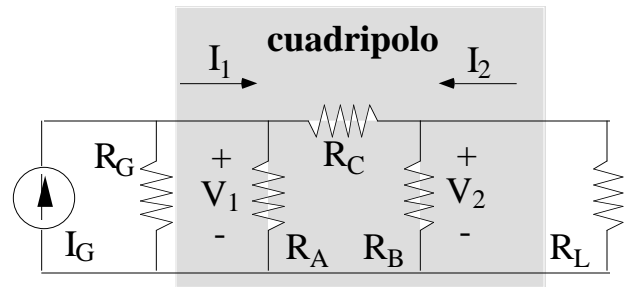 cuadripolo
I1 I2
RG + V1 - RC + V2 -
IG RA RB RL